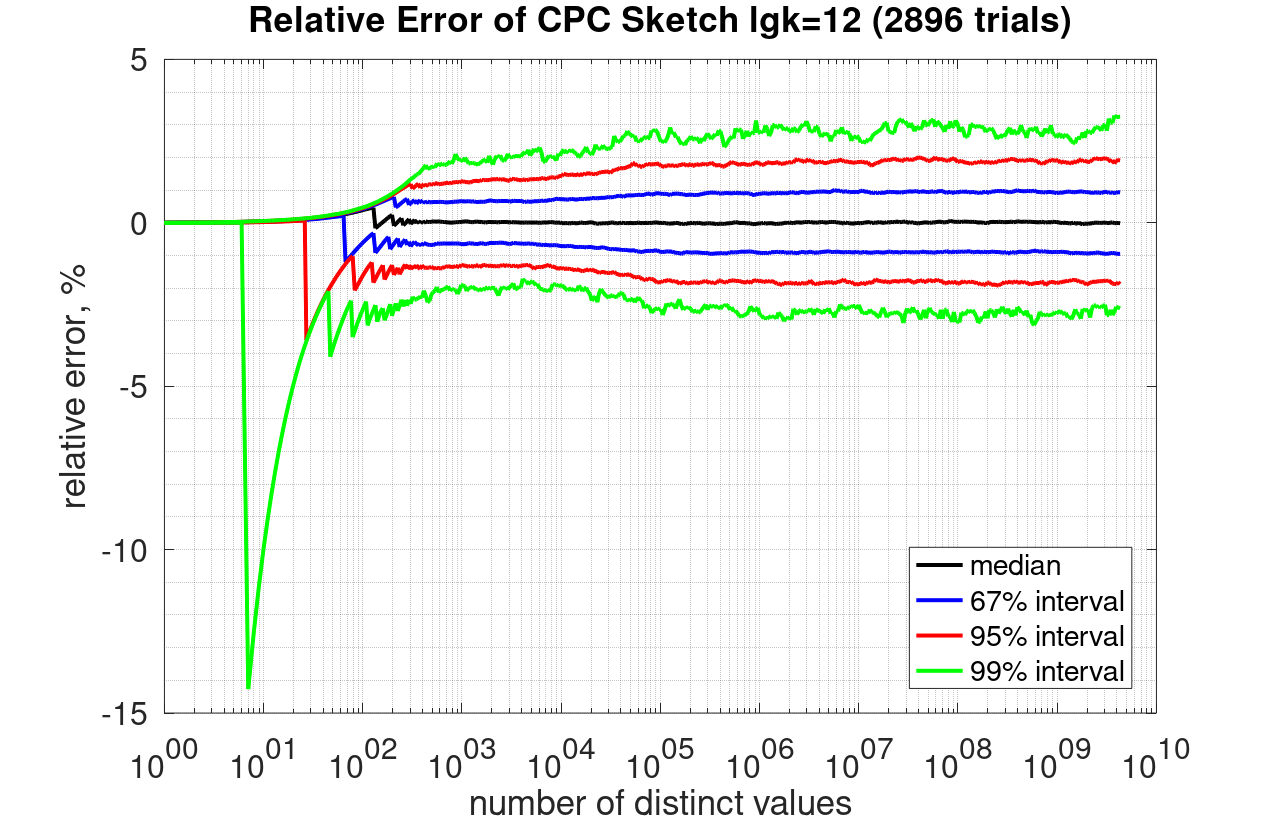 Relative Error of CPC Sketch lgk=12 (2896 trials)
5
0
-5
-10
-15
relative error, %
median
67% interval
95% interval
99% interval
10^00 10^01 10^02 10^03 10^04 10^05 10^06 10^07 10^08 10^09 10^10
number of distinct values